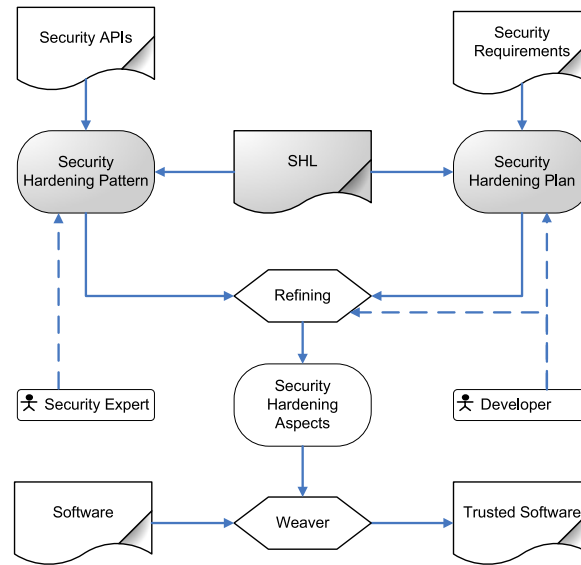 Security APIs
Security
Requirements
Security
Hardening Pattern
SHL
Security
Hardening Plan
Refining
Security Expert
Security
Hardening
Aspects
Developer
Software
Weaver
Trusted Software